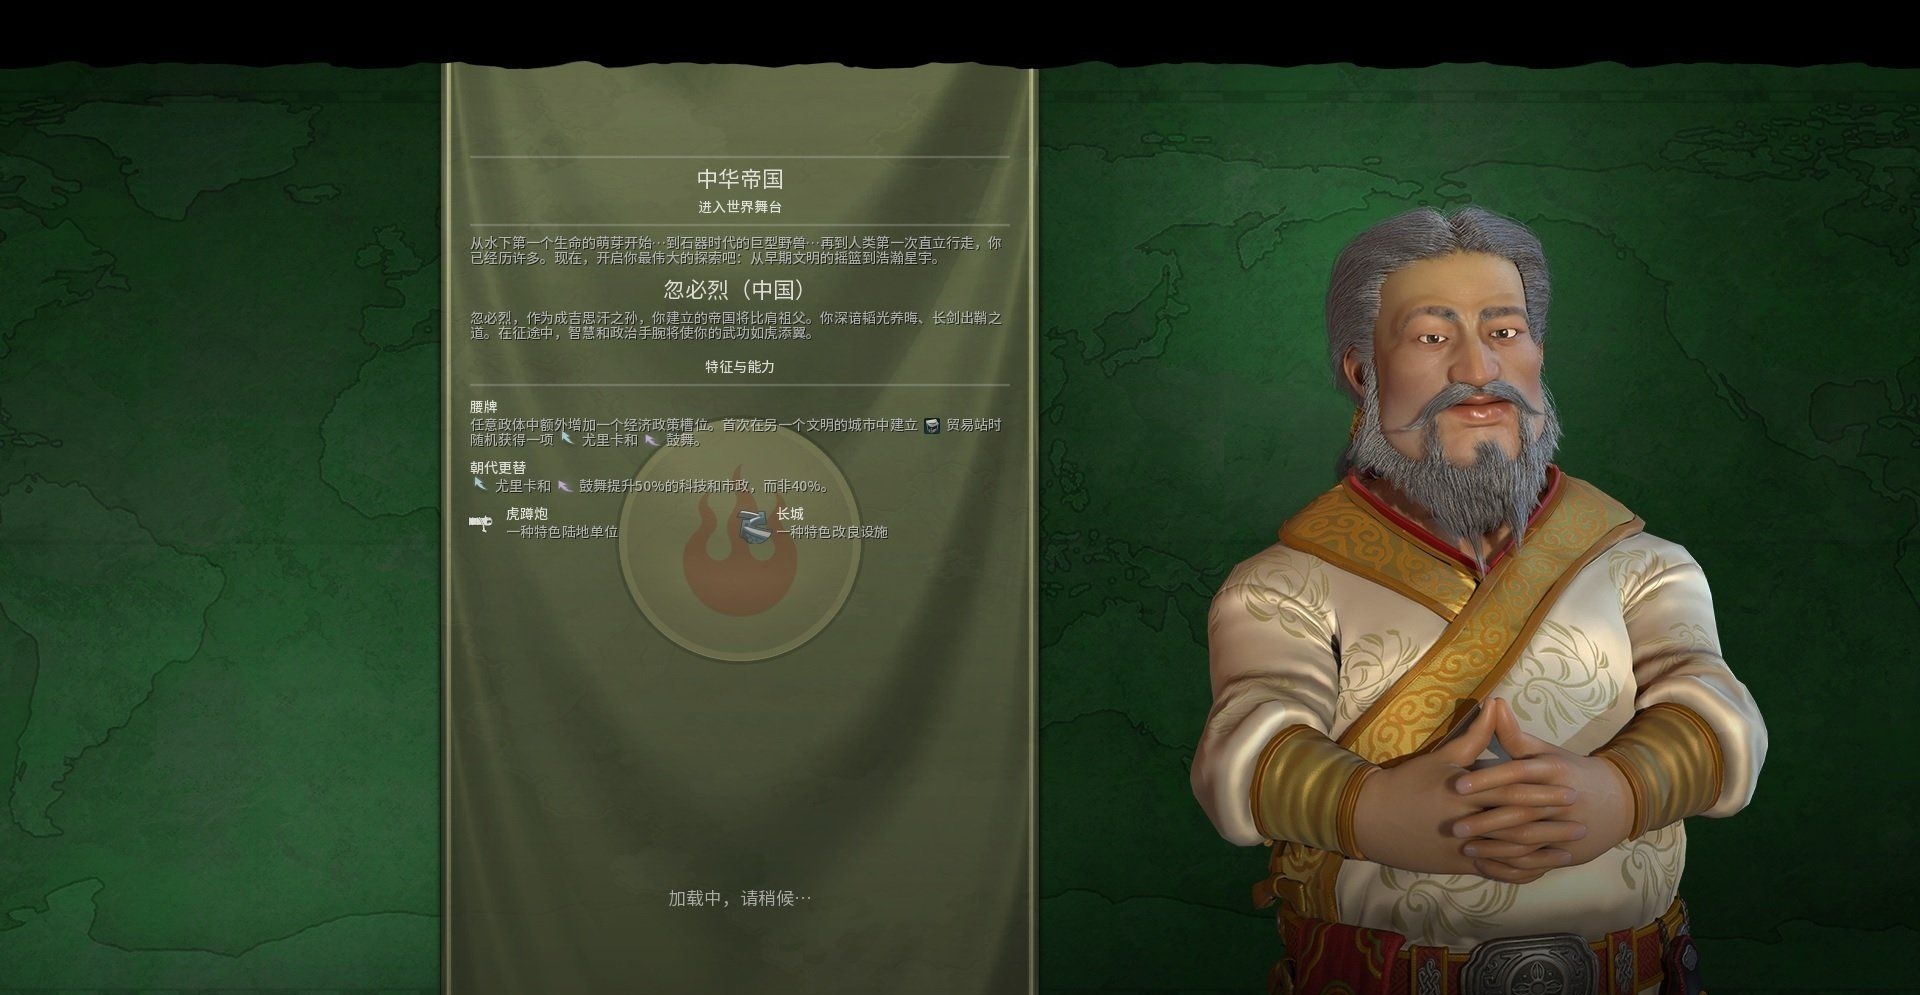 中华帝国
进入世界舞台
从水下第一个生命的萌芽开始…到石器时代的巨型野兽…再到人类第一次直立行走，你
已经历许多。现在，开启你最伟大的探索吧：从早期文明的摇篮到浩瀚星宇。
忽必烈（中国）
忽必烈，作为成吉思汗之孙，你建立的帝国将比肩祖父。你深谙韬光养晦、长剑出鞘之
道。在征途中，智慧和政治手腕将使你的武功如虎添翼。
特征与能力
腰牌
任意政体中额外增加一个经济政策槽位。首次在另一个文明的城市中建立 贸易站时
随机获得一项 尤里卡和 鼓舞。
朝代更替
尤里卡和 鼓舞提升50%的科技和市政，而非40%。
虎蹲炮
一种特色陆地单位
长城
一种特色改良设施
加载中，请稍候…